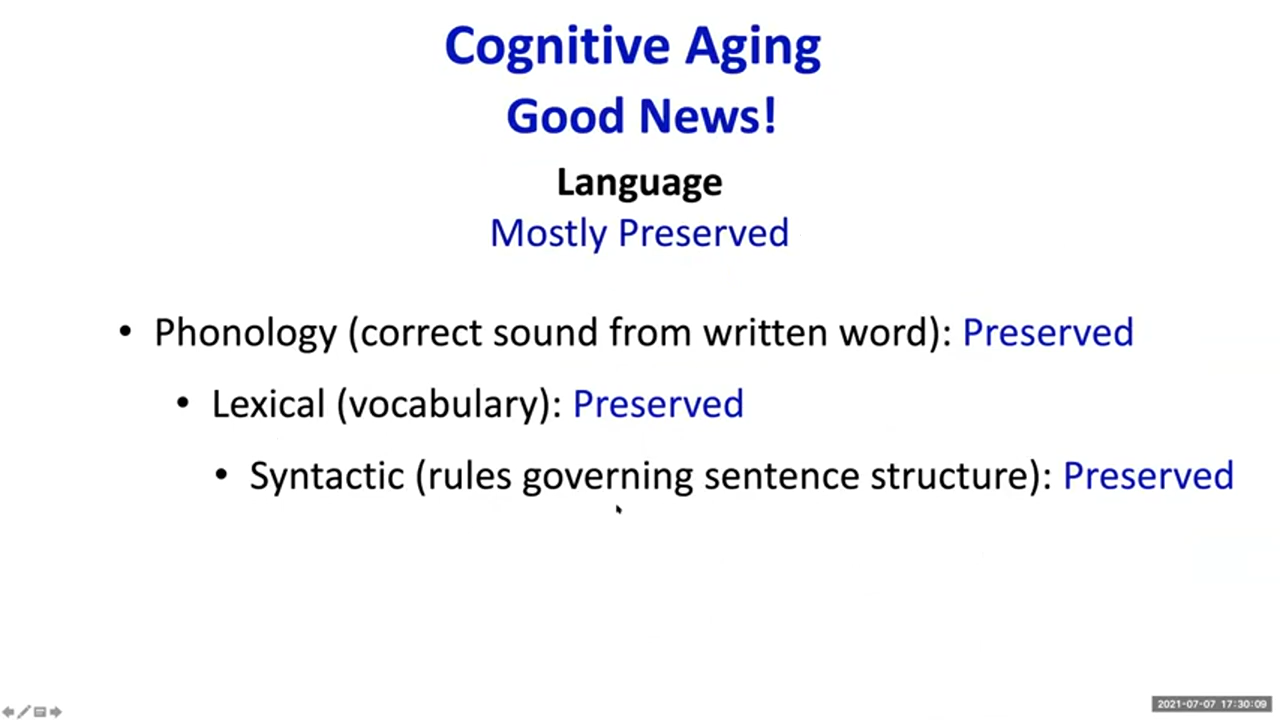 Cognitive Aging
Good News!
Language
Mostly Preserved
• Phonology (correct sound from written word): Preserved
• Lexical (vocabulary): Preserved
• Syntactic (rules governing sentence structure): Preserved
2021-07-07 17:30:09